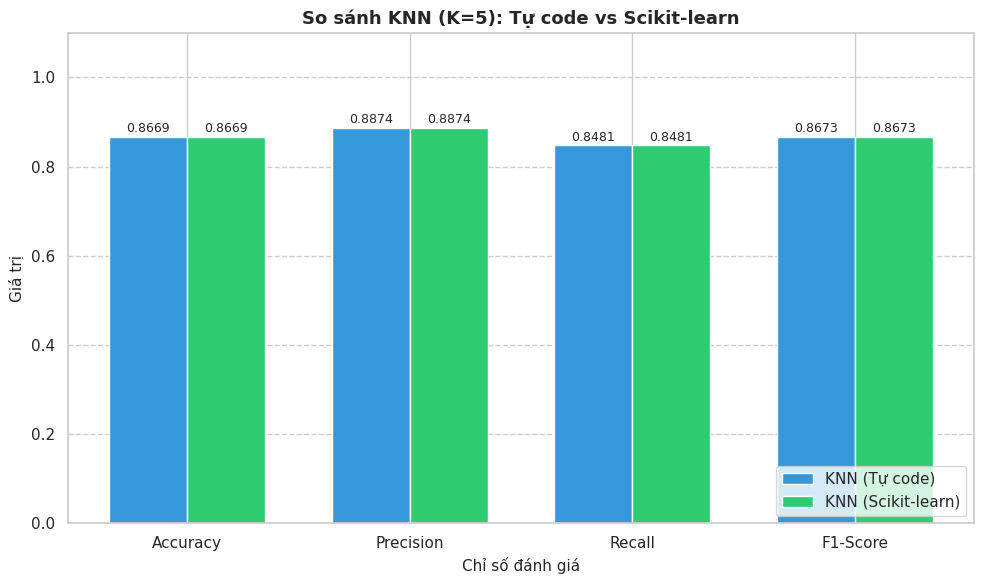 So sánh KNN (K=5): Tự code vs Scikit-learn
Giá trị
1.0
0.8
0.6
0.4
0.2
0.0
0.8669 0.8669 0.8874 0.8874 0.8481 0.8481 0.8673 0.8673
KNN (Tự code)
KNN (Scikit-learn)
Accuracy Precision Recall F1-Score
Chỉ số đánh giá